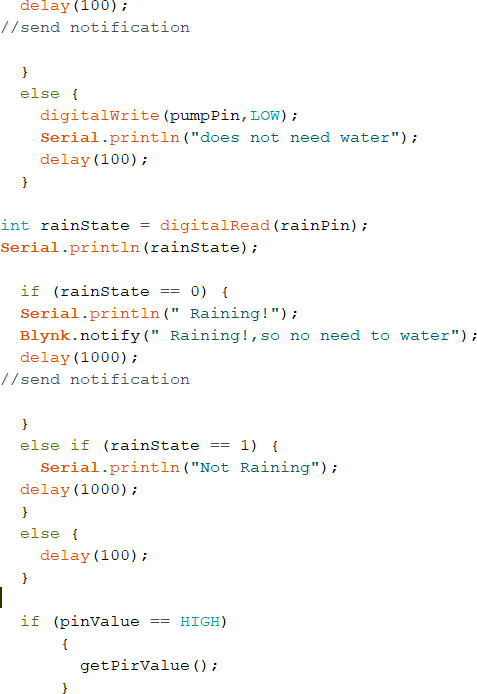 delay(100);
//send notification
  }
  else {
    digitalWrite(pumpPin,LOW);
    Serial.println("does not need water");
    delay(100);
  }
int rainState = digitalRead(rainPin);
Serial.println(rainState);
  if (rainState == 0) {
  Serial.println(" Raining!");
  Blynk.notify(" Raining!,so no need to water");
  delay(1000);
//send notification
  }
  else if (rainState == 1) {
    Serial.println("Not Raining");
  delay(1000);
  }
  else {
    delay(100);
  }
  if (pinValue == HIGH)
      {
        getPirValue();
      }